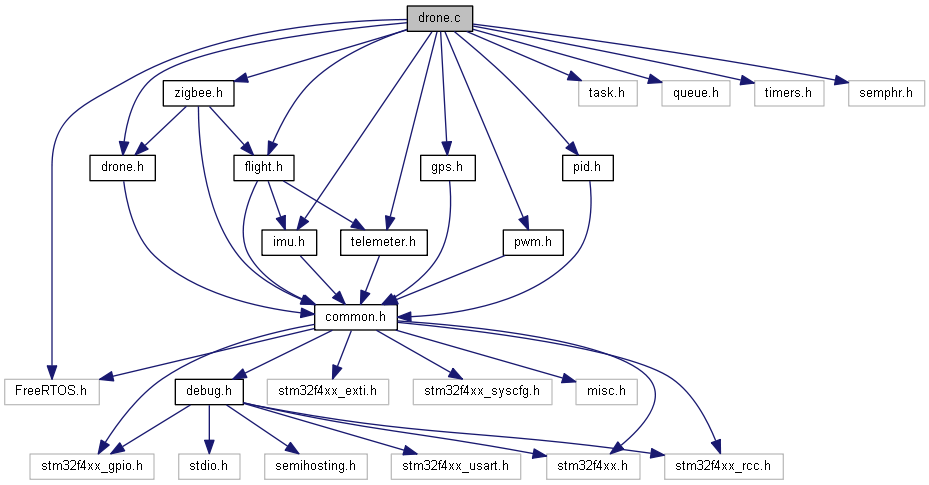 drone.c
zigbee.h
task.h
queue.h
timers.h
semphr.h
drone.h
flight.h
gps.h
pid.h
imu.h
telemeter.h
pwm.h
common.h
FreeRTOS.h
debug.h
stm32f4xx_exti.h
stm32f4xx_syscfg.h
misc.h
stm32f4xx_gpio.h
stdio.h
semihosting.h
stm32f4xx_usart.h
stm32f4xx.h
stm32f4xx_rcc.h